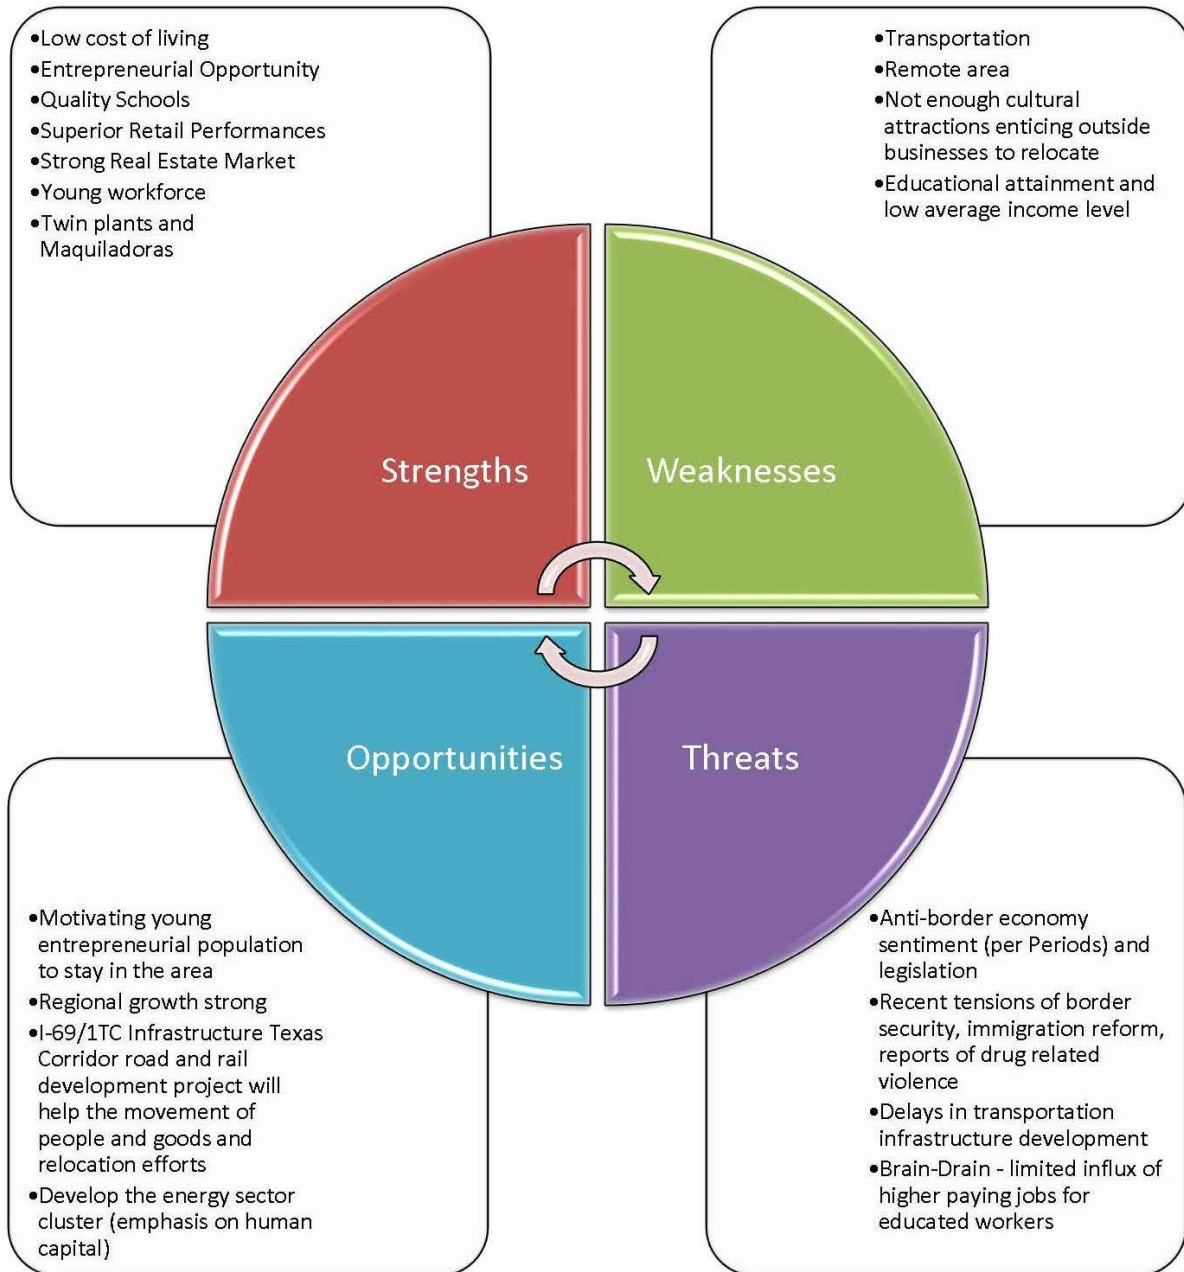 •Low cost of living
•Entrepreneurial Opportunity
•Quality Schools
•Superior Retail Performances
•Strong Real Estate Market
•Young workforce
•Twin plants and
Maquiladoras
•Transportation
•Remote area
•Not enough cultural
attractions enticing outside
businesses to relocate
•Educational attainment and
low average income level
Strengths
Weaknesses
Opportunities
Threats
•Motivating young
entrepreneurial population
to stay in the area
•Regional growth strong
•I-69/1TC Infrastructure Texas
Corridor road and rail
development project will
help the movement of
people and goods and
relocation efforts
•Develop the energy sector
cluster (emphasis on human
capital)
•Anti-border economy
sentiment (per Periods) and
legislation
•Recent tensions of border
security, immigration reform,
reports of drug related
violence
•Delays in transportation
infrastructure development
•Brain-Drain - limited influx of
higher paying jobs for
educated workers